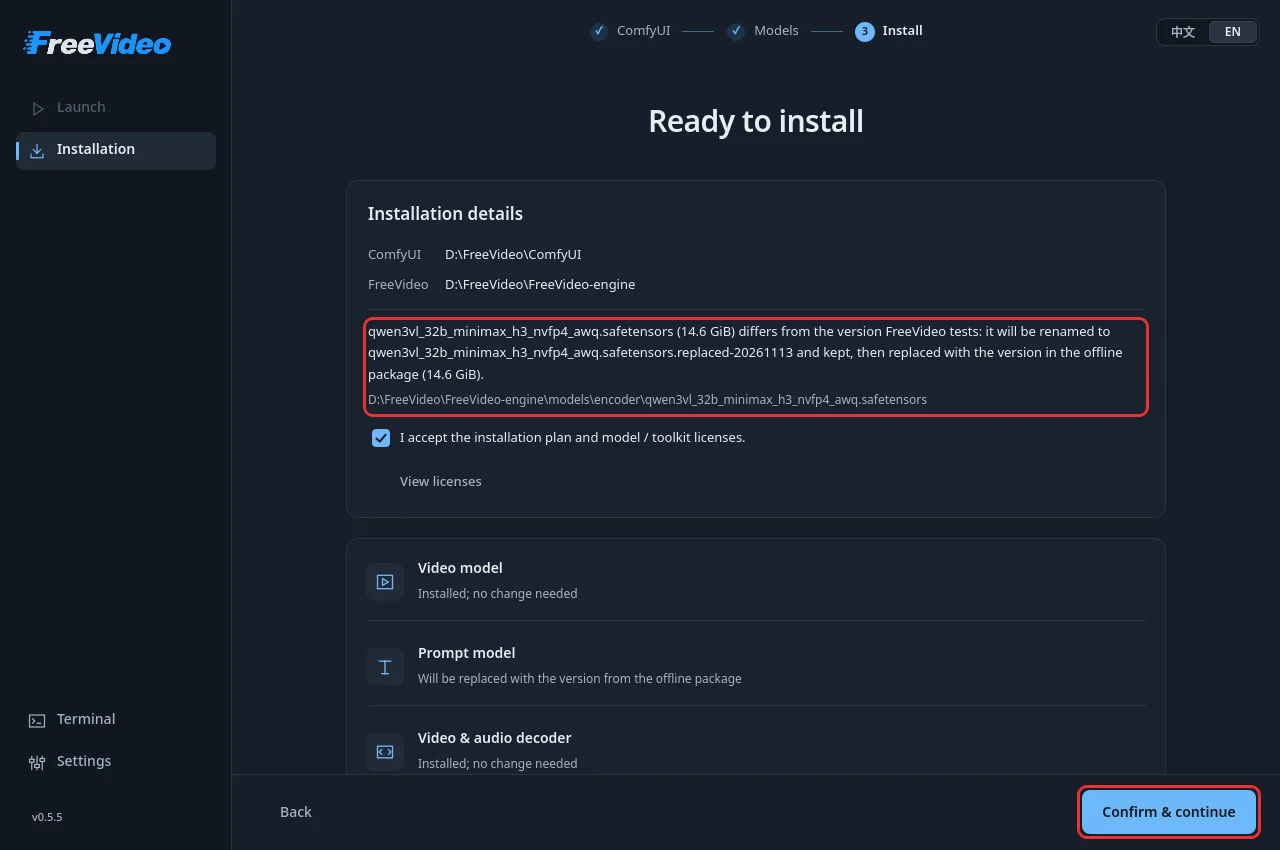 FreeVideo
ComfyUI
Models
3
Install
中文
EN
Launch
Installation
Ready to install
Installation details
ComfyUI
D:\FreeVideo\ComfyUI
FreeVideo
D:\FreeVideo\FreeVideo-engine
qwen3vl_32b_minimax_h3_nvfp4_awq.safetensors (14.6 GiB) differs from the version FreeVideo tests: it will be renamed to
qwen3vl_32b_minimax_h3_nvfp4_awq.safetensors.replaced-20261113 and kept, then replaced with the version in the offline
package (14.6 GiB).
D:\FreeVideo\FreeVideo-engine\models\encoder\qwen3vl_32b_minimax_h3_nvfp4_awq.safetensors
I accept the installation plan and model / toolkit licenses.
View licenses
Video model
Installed; no change needed
Prompt model
Will be replaced with the version from the offline package
Video & audio decoder
Installed; no change needed
Terminal
Settings
v0.5.5
Back
Confirm & continue